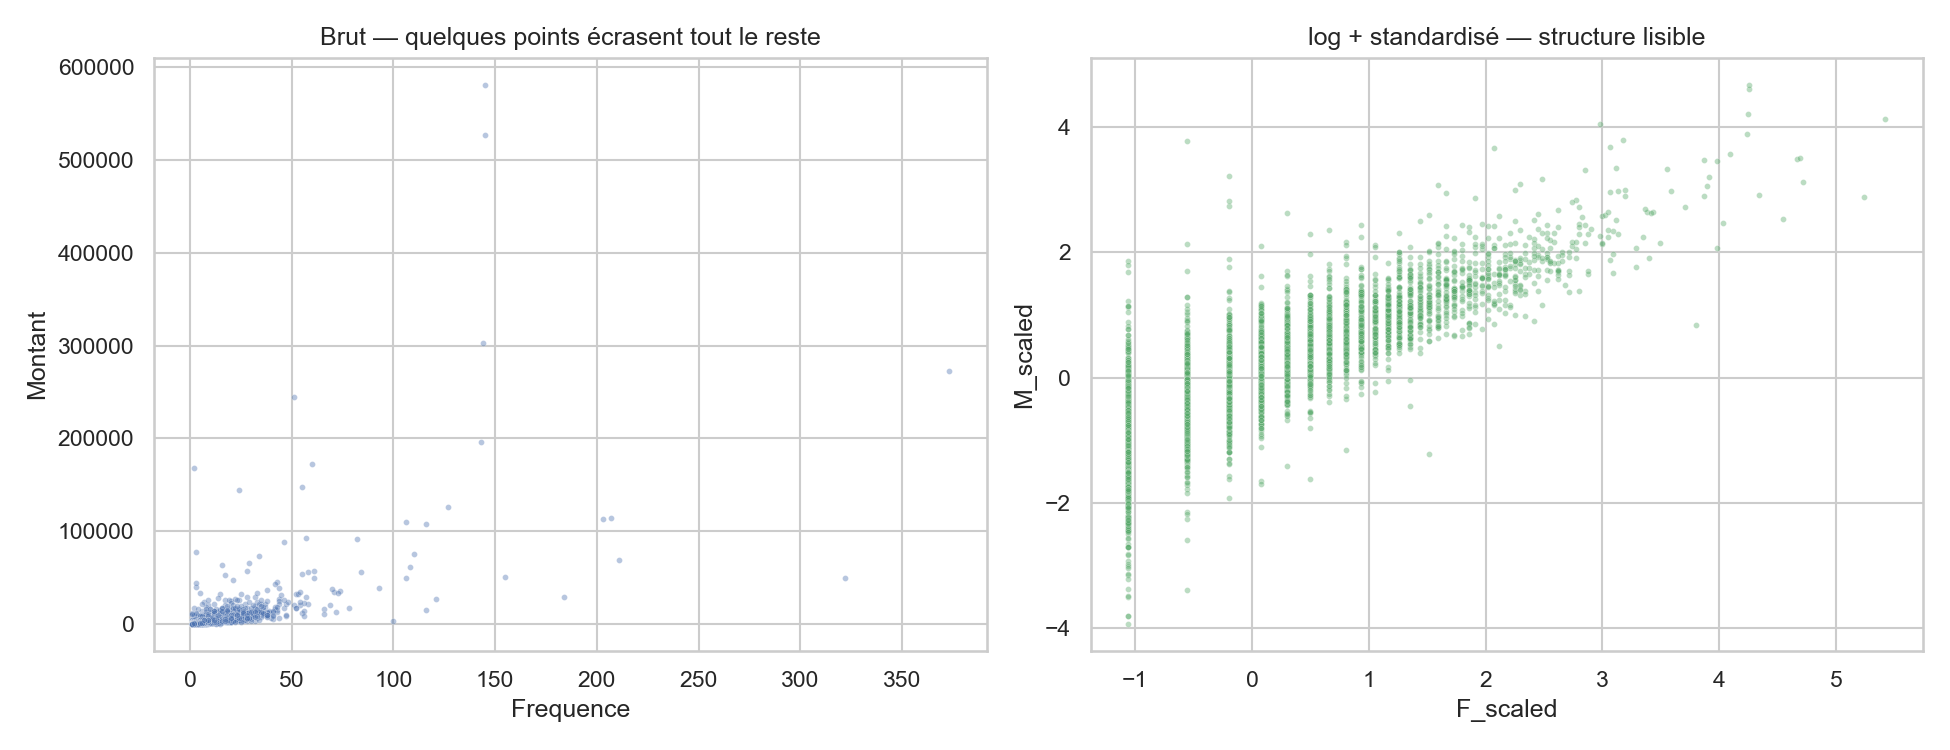 Brut — quelques points écrasent tout le reste
600000
500000
400000
300000
200000
100000
0
Montant
0 50 100 150 200 250 300 350
Frequence
log + standardisé — structure lisible
4
2
0
−2
−4
M_scaled
−1 0 1 2 3 4 5
F_scaled